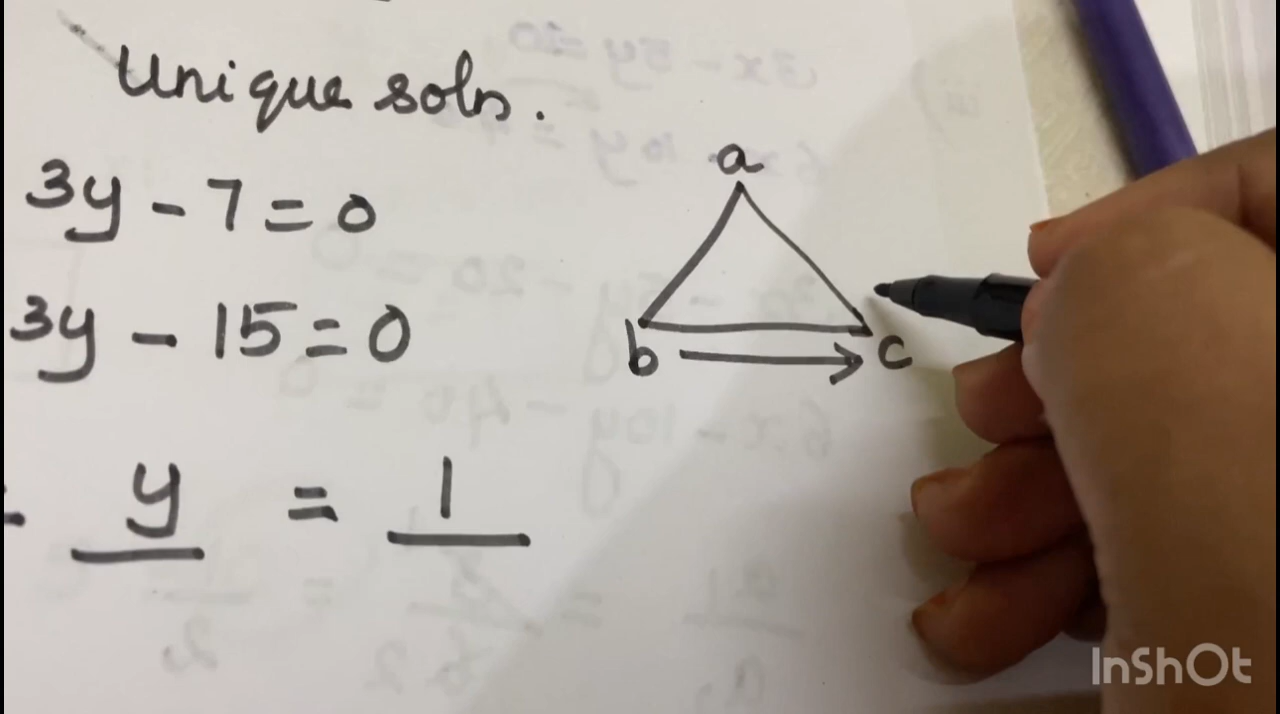 Unique soln.
3y - 7 = 0
3y - 15 = 0
- y = 1
a
b c
InShOt